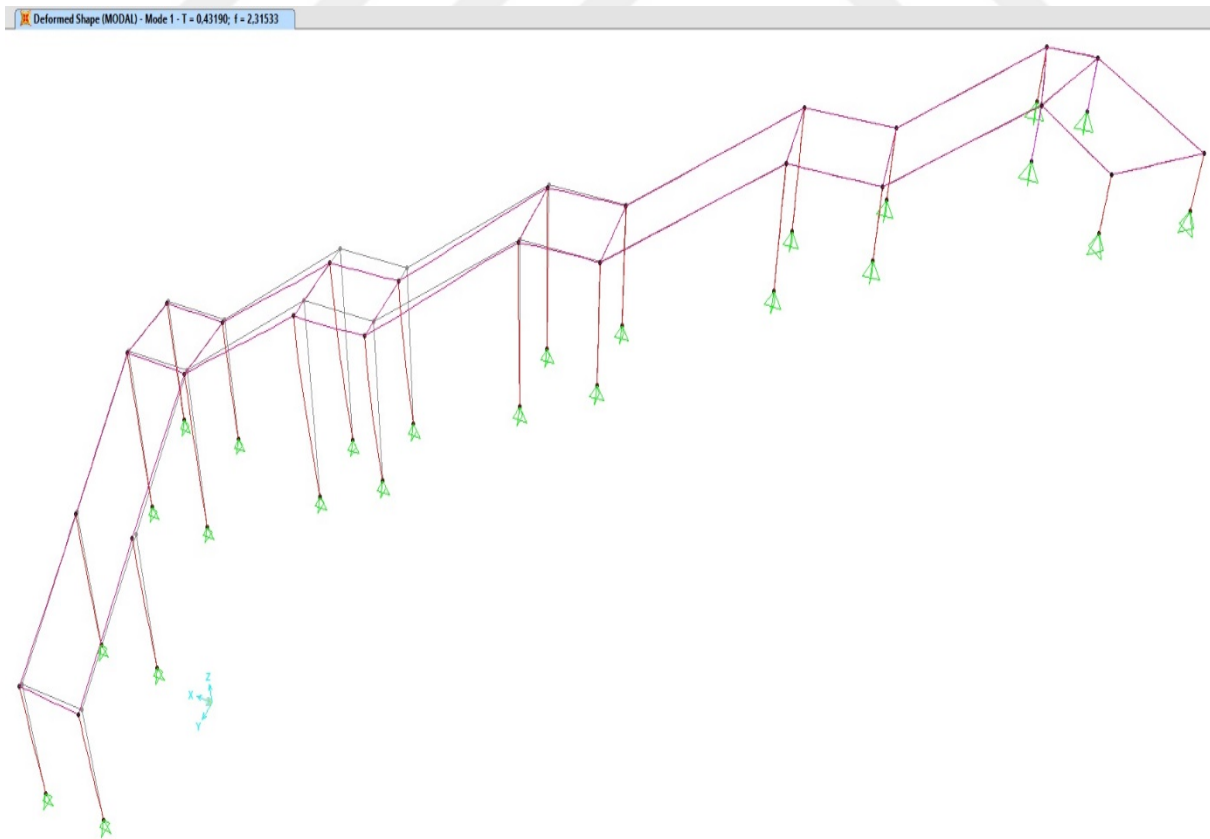 Deformed Shape (MODAL) - Mode 1 - T = 0,43190; f = 2,31533
Z
X
Y